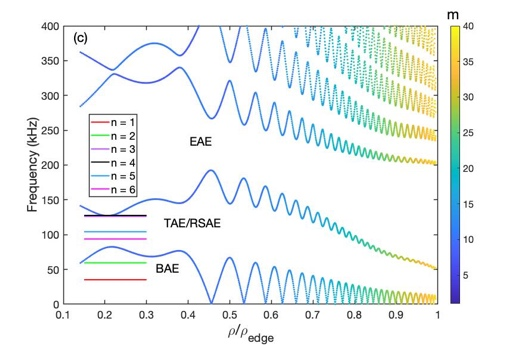 (c)
m
400
350
300
250
200
150
100
50
0
Frequency (kHz)
n = 1
n = 2
n = 3
n = 4
n = 5
n = 6
EAE
TAE/RSAE
BAE
0.1 0.2 0.3 0.4 0.5 0.6 0.7 0.8 0.9 1
ρ/ρedge
40
35
30
25
20
15
10
5